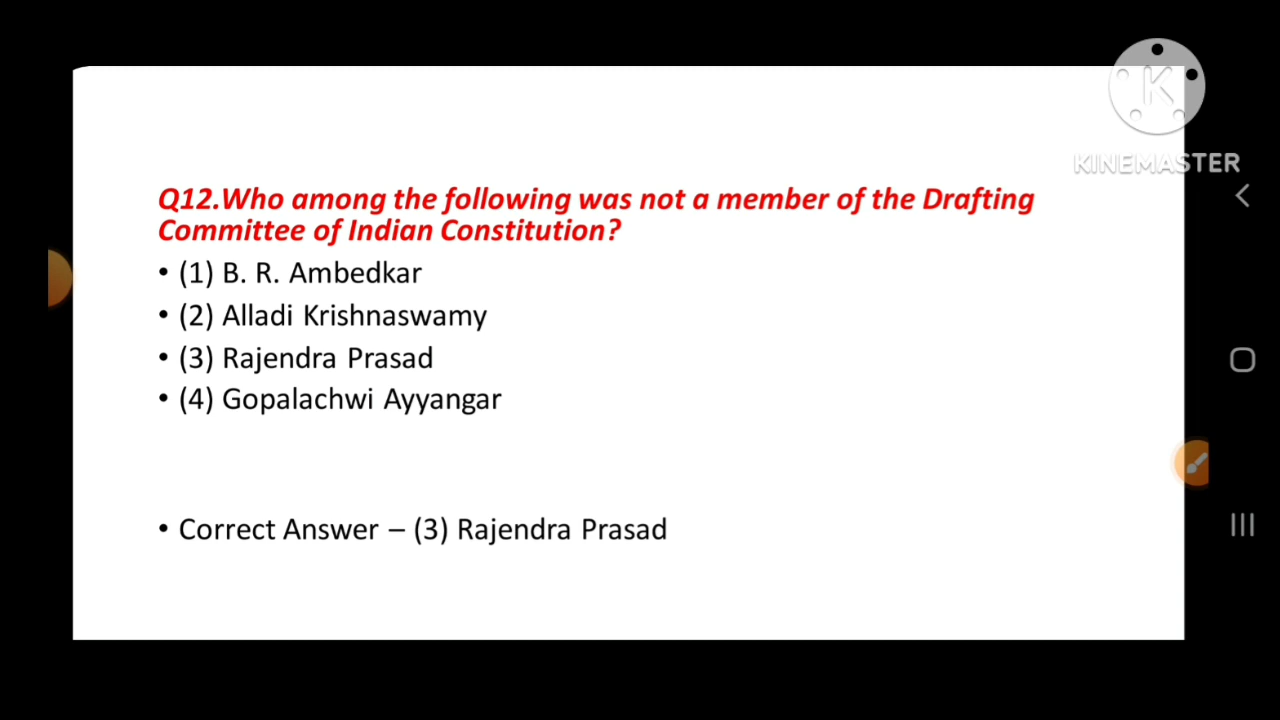 KINEMASTER
Q12.Who among the following was not a member of the Drafting
Committee of Indian Constitution?
• (1) B. R. Ambedkar
• (2) Alladi Krishnaswamy
• (3) Rajendra Prasad
• (4) Gopalachwi Ayyangar
• Correct Answer – (3) Rajendra Prasad